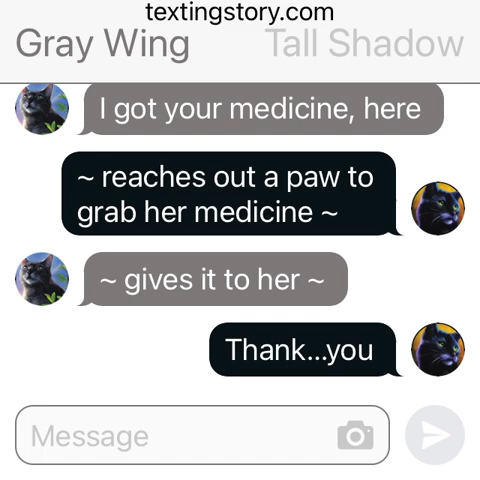 textingstory.com
Gray Wing Tall Shadow
I got your medicine, here
~ reaches out a paw to
grab her medicine ~
~ gives it to her ~
Thank...you
Message